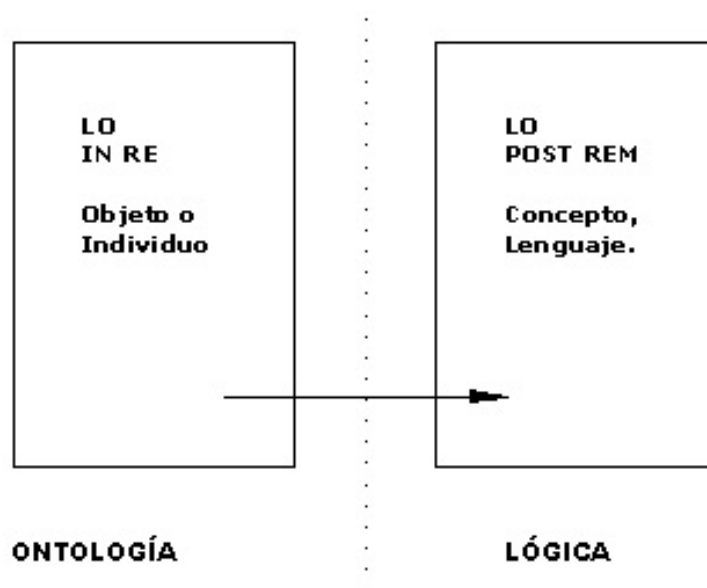 LO
IN RE
Objeto o
Individuo
ONTOLOGÍA
LO
POST REM
Concepto,
Lenguaje.
LÓGICA